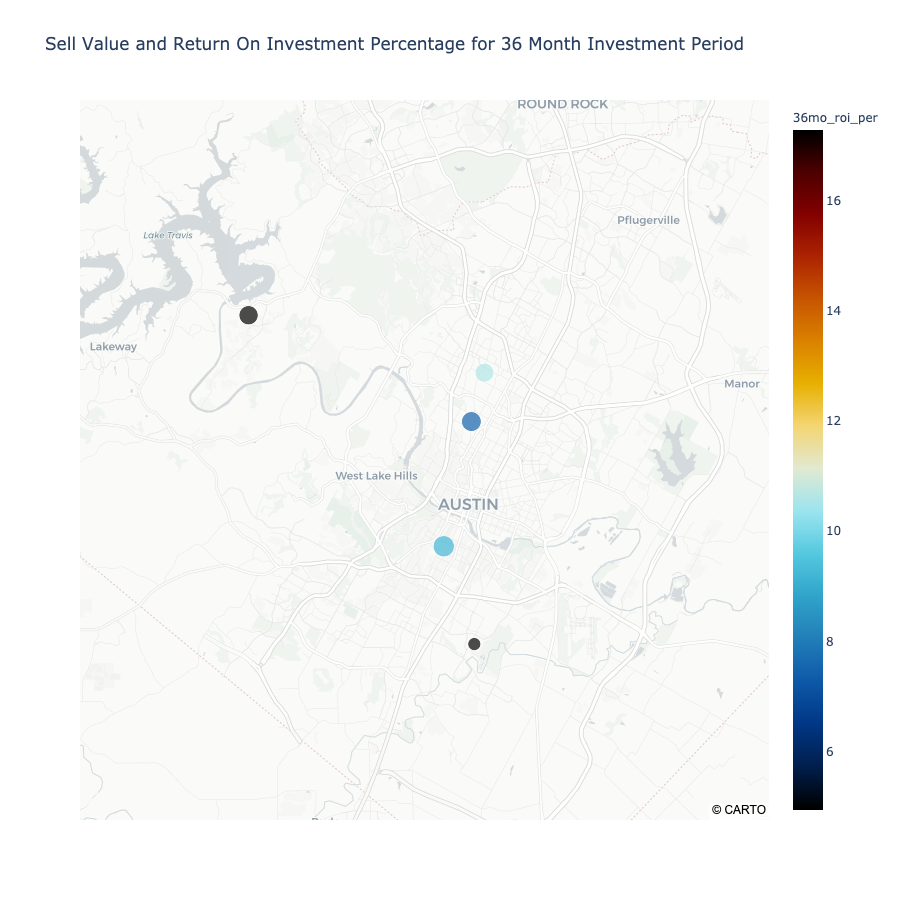 Sell Value and Return On Investment Percentage for 36 Month Investment Period
ROUND ROCK
36mo_roi_per
16
Pflugerville
Lake Travis
14
Lakeway
Manor
12
West Lake Hills
AUSTIN
10
8
6
© CARTO